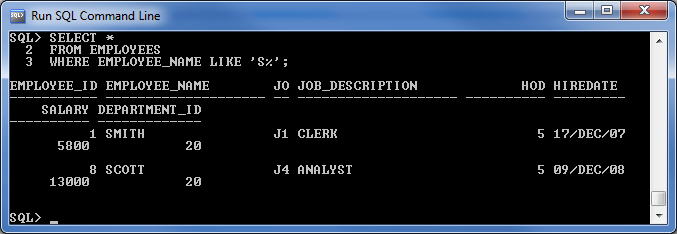 Run SQL Command Line
SQL> SELECT *
  2  FROM EMPLOYEES
  3  WHERE EMPLOYEE_NAME LIKE 'S%';
EMPLOYEE_ID EMPLOYEE_NAME        JO JOB_DESCRIPTION             HOD HIREDATE
    SALARY DEPARTMENT_ID
          1 SMITH                J1 CLERK                         5 17/DEC/07
      5800            20
          8 SCOTT                J4 ANALYST                       5 09/DEC/08
     13000            20
SQL> _